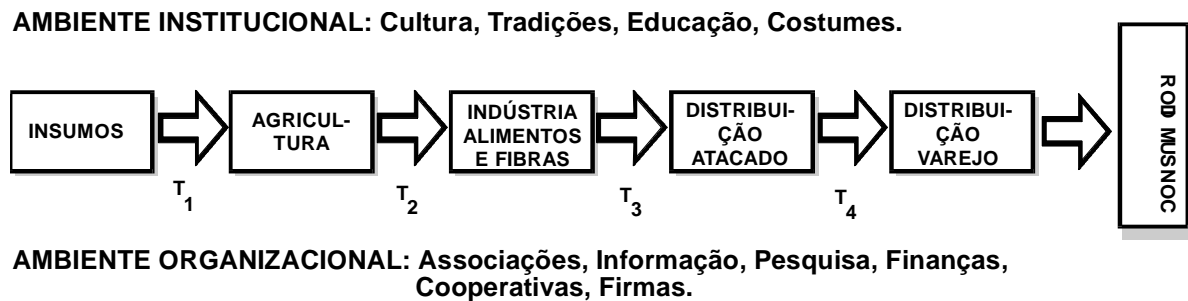 AMBIENTE INSTITUCIONAL: Cultura, Tradições, Educação, Costumes.
INSUMOS
AGRICUL-
TURA
INDÚSTRIA
ALIMENTOS
E FIBRAS
DISTRIBUI-
ÇÃO
ATACADO
DISTRIBUI-
ÇÃO
VAREJO
ROD MUSNOC
T1
T2
T3
T4
AMBIENTE ORGANIZACIONAL: Associações, Informação, Pesquisa, Finanças,
Cooperativas, Firmas.